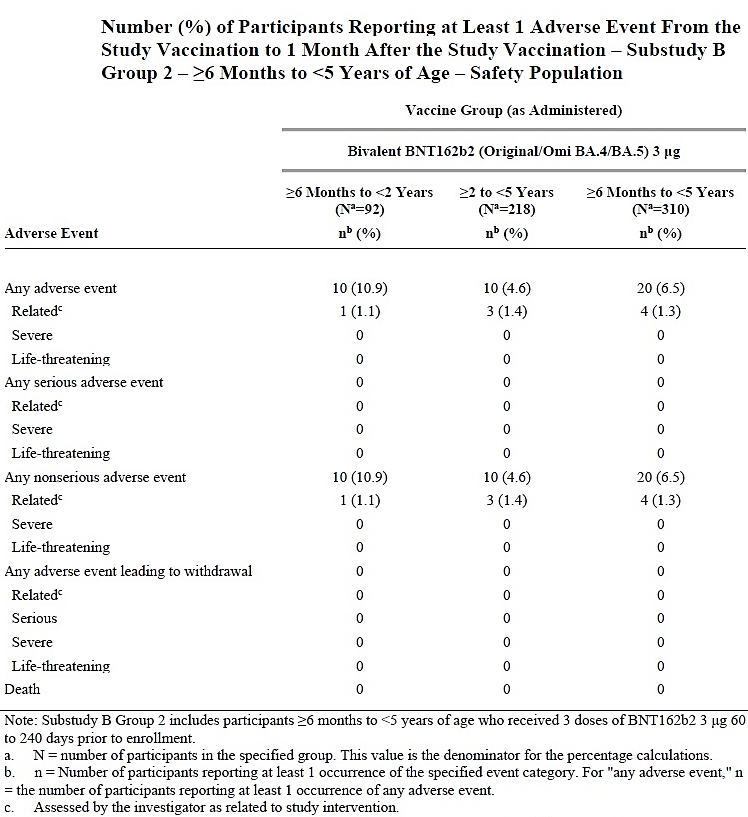 Number (%) of Participants Reporting at Least 1 Adverse Event From the
Study Vaccination to 1 Month After the Study Vaccination – Substudy B
Group 2 – ≥6 Months to <5 Years of Age – Safety Population
Vaccine Group (as Administered)
Bivalent BNT162b2 (Original/Omi BA.4/BA.5) 3 μg
≥6 Months to <2 Years ≥2 to <5 Years ≥6 Months to <5 Years
(Nᵃ=92) (Nᵃ=218) (Nᵃ=310)
Adverse Event nᵇ (%) nᵇ (%) nᵇ (%)
Any adverse event 10 (10.9) 10 (4.6) 20 (6.5)
Relatedᶜ 1 (1.1) 3 (1.4) 4 (1.3)
Severe 0 0 0
Life-threatening 0 0 0
Any serious adverse event 0 0 0
Relatedᶜ 0 0 0
Severe 0 0 0
Life-threatening 0 0 0
Any nonserious adverse event 10 (10.9) 10 (4.6) 20 (6.5)
Relatedᶜ 1 (1.1) 3 (1.4) 4 (1.3)
Severe 0 0 0
Life-threatening 0 0 0
Any adverse event leading to withdrawal 0 0 0
Relatedᶜ 0 0 0
Serious 0 0 0
Severe 0 0 0
Life-threatening 0 0 0
Death 0 0 0
Note: Substudy B Group 2 includes participants ≥6 months to <5 years of age who received 3 doses of BNT162b2 3 μg 60
to 240 days prior to enrollment.
a. N = number of participants in the specified group. This value is the denominator for the percentage calculations.
b. n = Number of participants reporting at least 1 occurrence of the specified event category. For "any adverse event," n
= the number of participants reporting at least 1 occurrence of any adverse event.
c. Assessed by the investigator as related to study intervention.